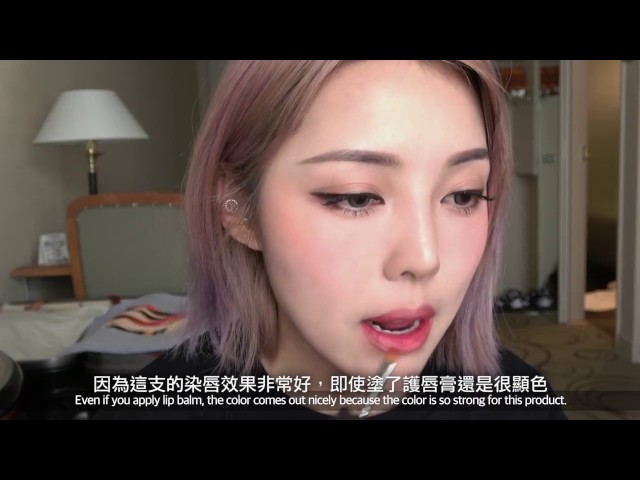 因為這支的染唇效果非常好，即使塗了護唇膏還是很顯色
Even if you apply lip balm, the color comes out nicely because the color is so strong for this product.